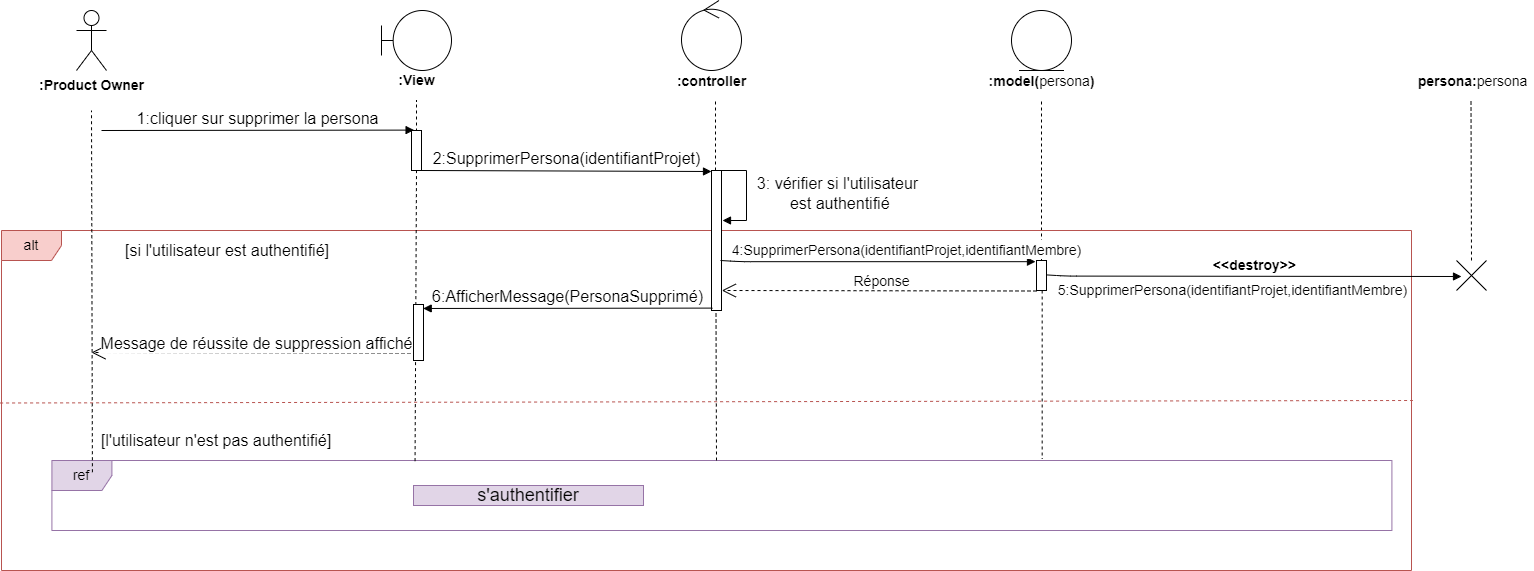 :Product Owner
:View
:controller
:model(persona)
persona:persona
1:cliquer sur supprimer la persona
2:SupprimerPersona(identifiantProjet)
3: vérifier si l'utilisateur
est authentifié
alt
[si l'utilisateur est authentifié]
4:SupprimerPersona(identifiantProjet,identifiantMembre)
<<destroy>>
Réponse
5:SupprimerPersona(identifiantProjet,identifiantMembre)
6:AfficherMessage(PersonaSupprimé)
Message de réussite de suppression affiché
[l'utilisateur n'est pas authentifié]
ref
s'authentifier